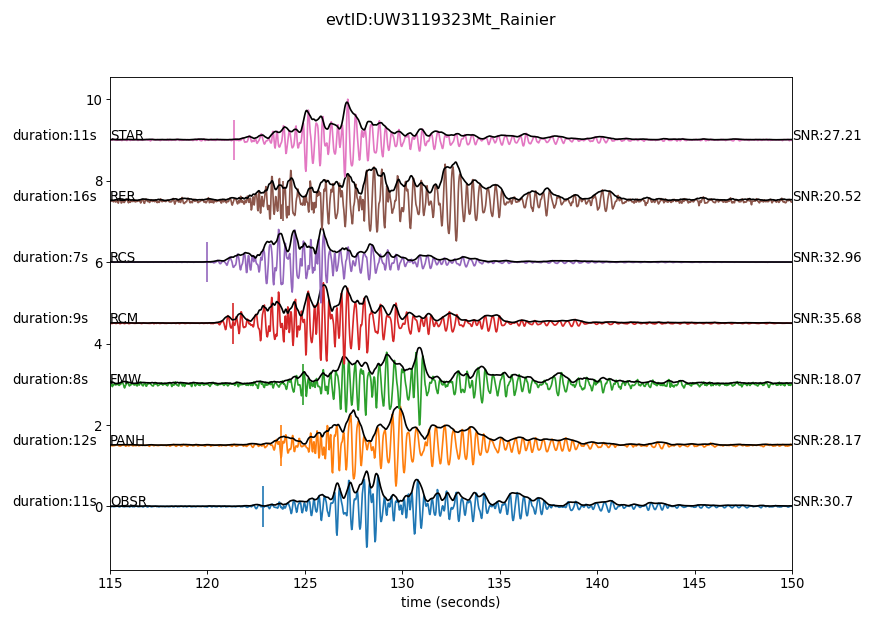 evtID:UW3119323Mt_Rainier
10
duration:11s STAR SNR:27.21
8
duration:16s RER SNR:20.52
duration:7s RCS SNR:32.96
6
duration:9s RCM SNR:35.68
4
duration:8s FMW SNR:18.07
2
duration:12s PANH SNR:28.17
duration:11s OBSR SNR:30.7
0
115 120 125 130 135 140 145 150
time (seconds)